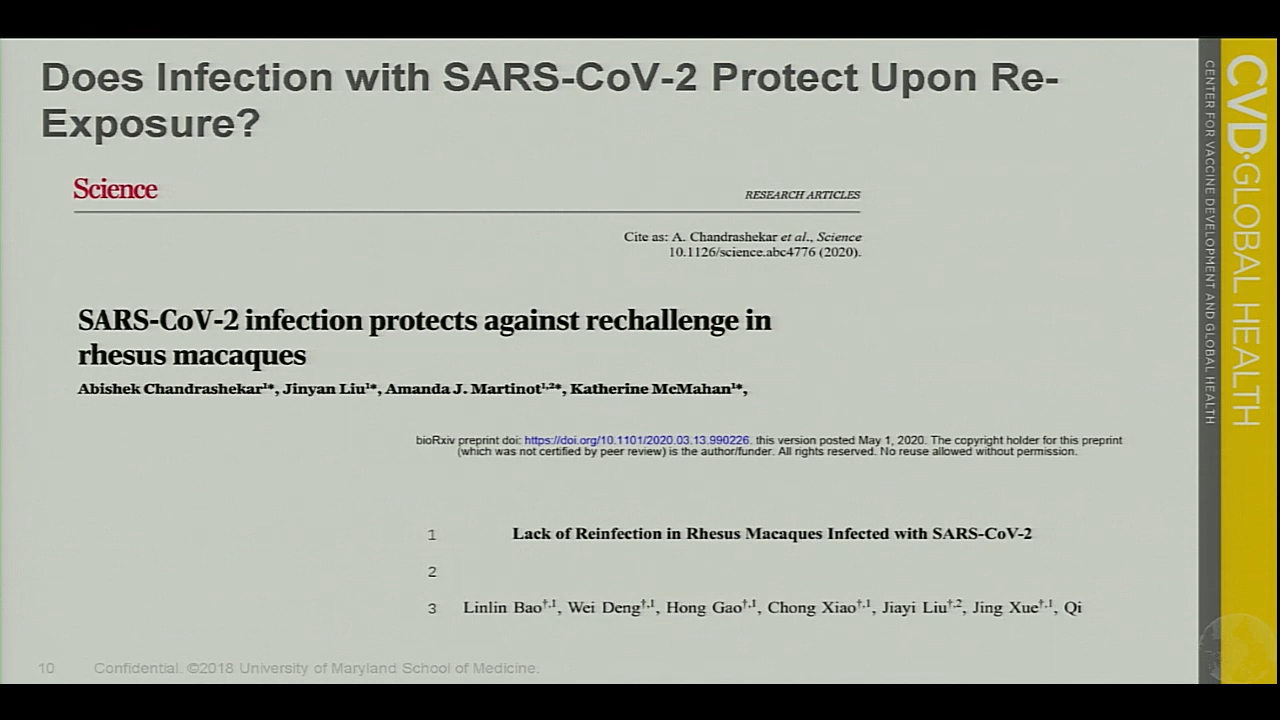 Does Infection with SARS-CoV-2 Protect Upon Re-
Exposure?
Science
RESEARCH ARTICLES
Cite as: A. Chandrashekar et al., Science
10.1126/science.abc4776 (2020).
SARS-CoV-2 infection protects against rechallenge in
rhesus macaques
Abishek Chandrashekar¹*, Jinyan Liu¹*, Amanda J. Martinot¹,²*, Katherine McMahan¹*,
bioRxiv preprint doi: https://doi.org/10.1101/2020.03.13.990226. this version posted May 1, 2020. The copyright holder for this preprint
(which was not certified by peer review) is the author/funder. All rights reserved. No reuse allowed without permission.
1 Lack of Reinfection in Rhesus Macaques Infected with SARS-CoV-2
2
3 Linlin Bao†,1, Wei Deng†,1, Hong Gao†,1, Chong Xiao†,1, Jiayi Liu†,2, Jing Xue†,1, Qi
10 Confidential. ©2018 University of Maryland School of Medicine.
CVD·GLOBAL HEALTH
CENTER FOR VACCINE DEVELOPMENT AND GLOBAL HEALTH